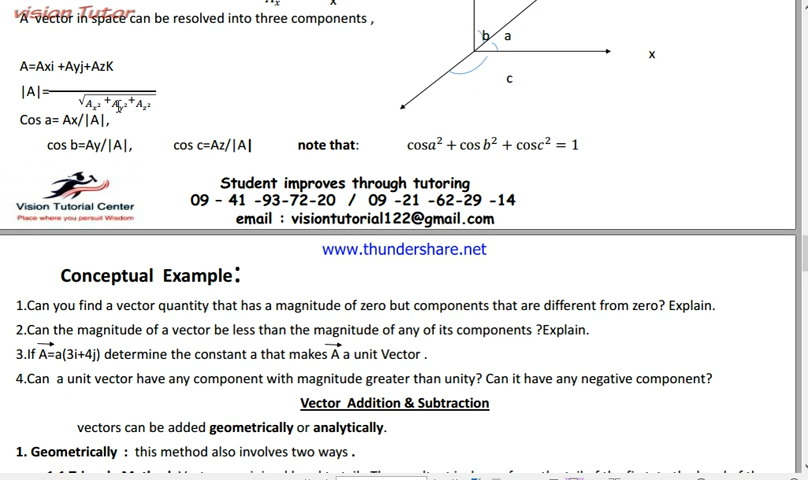 vision Tutor
A vector in space can be resolved into three components ,
b a
x
c
A=Axi +Ayj+AzK
|A|=√Ax² + Ay² + Az²
Cos a= Ax/|A|,
cos b=Ay/|A|, cos c=Az/|A| note that: cosa² + cos b² + cosc² = 1
Student improves through tutoring
09 - 41 -93-72-20 / 09 -21 -62-29 -14
email : visiontutorial122@gmail.com
Vision Tutorial Center
Place where you persuit Wisdom
www.thundershare.net
Conceptual Example:
1.Can you find a vector quantity that has a magnitude of zero but components that are different from zero? Explain.
2.Can the magnitude of a vector be less than the magnitude of any of its components ?Explain.
3.If A=a(3i+4j) determine the constant a that makes A a unit Vector .
4.Can a unit vector have any component with magnitude greater than unity? Can it have any negative component?
Vector Addition & Subtraction
vectors can be added geometrically or analytically.
1. Geometrically : this method also involves two ways .